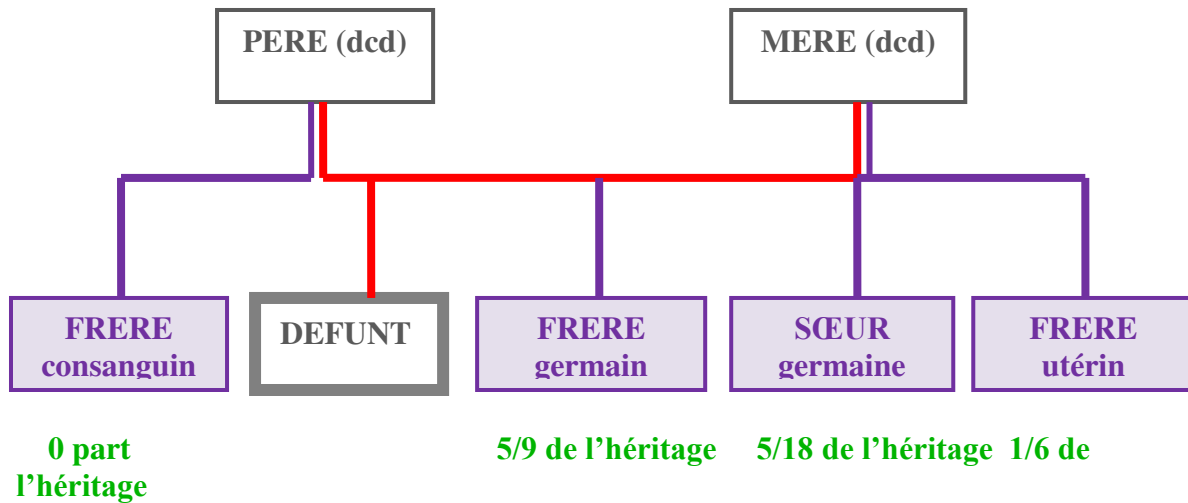 PERE (dcd)
MERE (dcd)
FRERE
consanguin
DEFUNT
FRERE
germain
SŒUR
germaine
FRERE
utérin
0 part
5/9 de l’héritage
5/18 de l’héritage
1/6 de
l’héritage